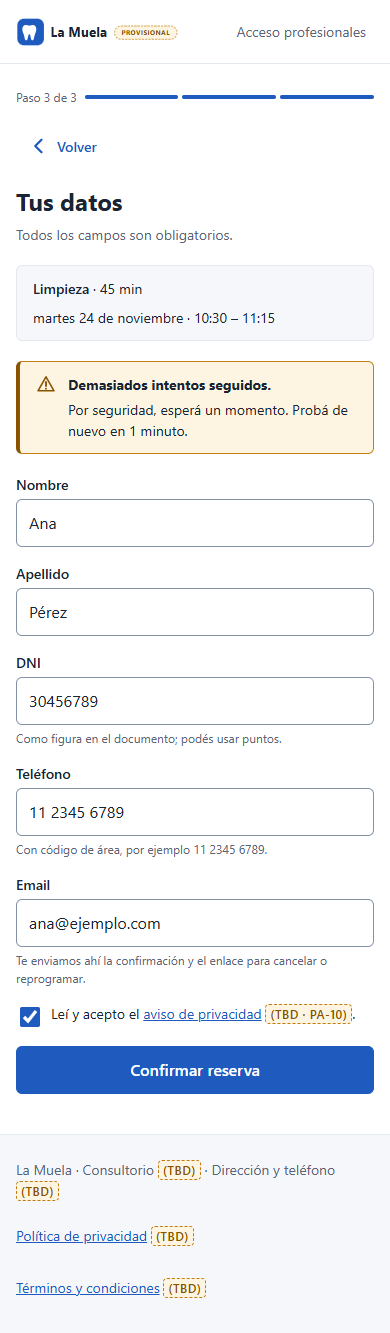 La Muela PROVISIONAL Acceso profesionales
Paso 3 de 3
Volver
Tus datos
Todos los campos son obligatorios.
Limpieza · 45 min
martes 24 de noviembre · 10:30 – 11:15
Demasiados intentos seguidos.
Por seguridad, esperá un momento. Probá de
nuevo en 1 minuto.
Nombre
Ana
Apellido
Pérez
DNI
30456789
Como figura en el documento; podés usar puntos.
Teléfono
11 2345 6789
Con código de área, por ejemplo 11 2345 6789.
Email
ana@ejemplo.com
Te enviamos ahí la confirmación y el enlace para cancelar o
reprogramar.
Leí y acepto el aviso de privacidad (TBD · PA-10).
Confirmar reserva
La Muela · Consultorio (TBD) · Dirección y teléfono
(TBD)
Política de privacidad (TBD)
Términos y condiciones (TBD)